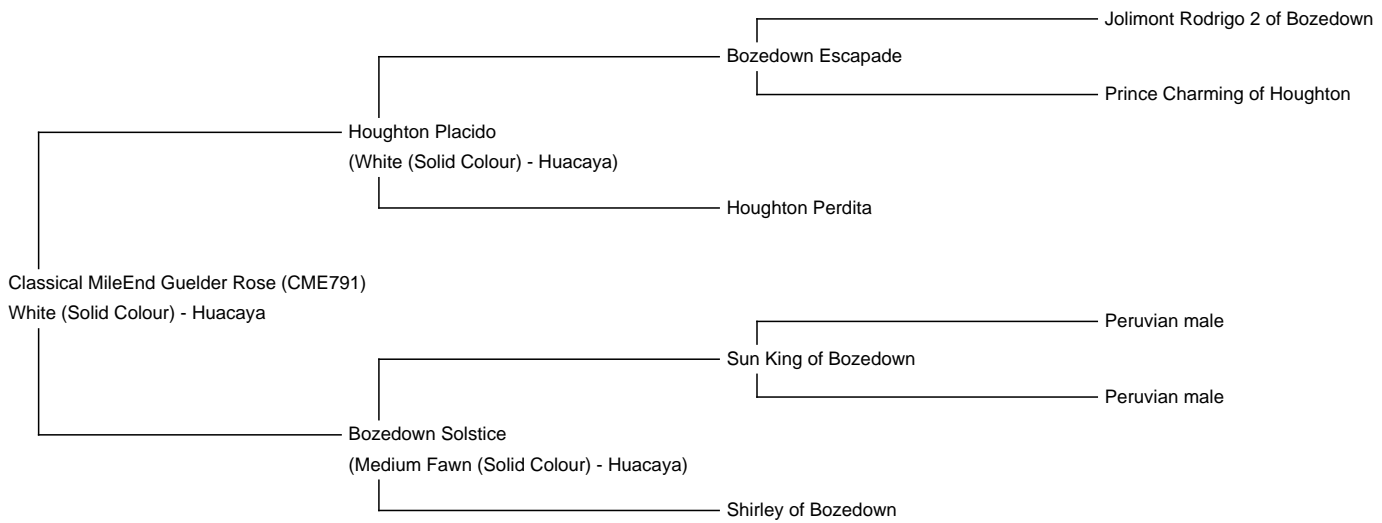 Jolimont Rodrigo 2 of Bozedown
Bozedown Escapade
Prince Charming of Houghton
Houghton Placido
(White (Solid Colour) - Huacaya)
Houghton Perdita
Classical MileEnd Guelder Rose (CME791)
White (Solid Colour) - Huacaya
Peruvian male
Sun King of Bozedown
Peruvian male
Bozedown Solstice
(Medium Fawn (Solid Colour) - Huacaya)
Shirley of Bozedown